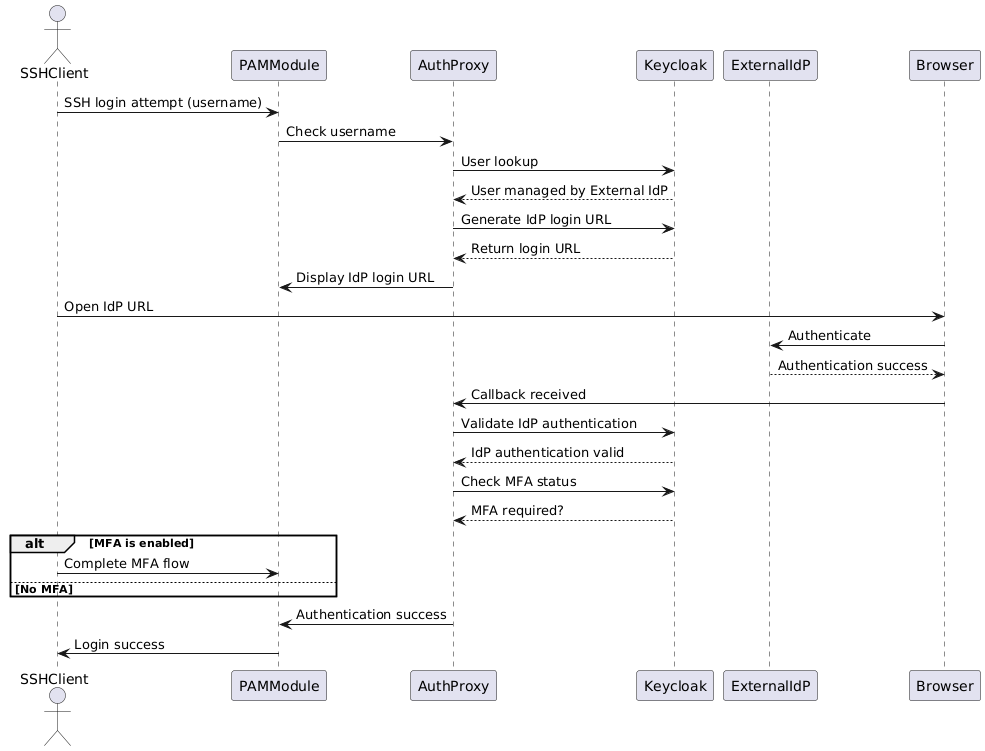 SSHClient
PAMModule
AuthProxy
Keycloak
ExternalIdP
Browser
SSH login attempt (username)
Check username
User lookup
User managed by External IdP
Generate IdP login URL
Return login URL
Display IdP login URL
Open IdP URL
Authenticate
Authentication success
Callback received
Validate IdP authentication
IdP authentication valid
Check MFA status
MFA required?
alt [MFA is enabled]
Complete MFA flow
[No MFA]
Authentication success
Login success
SSHClient
PAMModule
AuthProxy
Keycloak
ExternalIdP
Browser